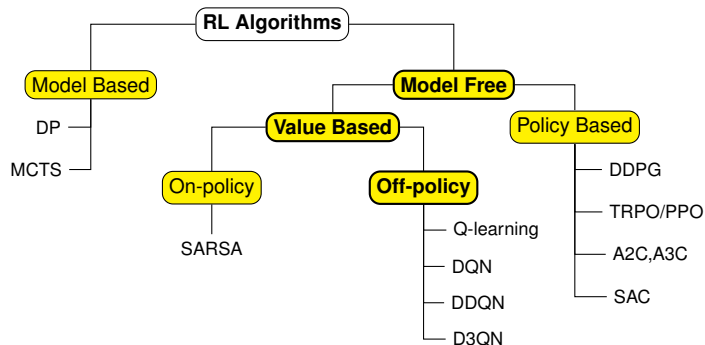 RL Algorithms
Model Based
DP
MCTS
Model Free
Value Based
On-policy
SARSA
Off-policy
Q-learning
DQN
DDQN
D3QN
Policy Based
DDPG
TRPO/PPO
A2C,A3C
SAC